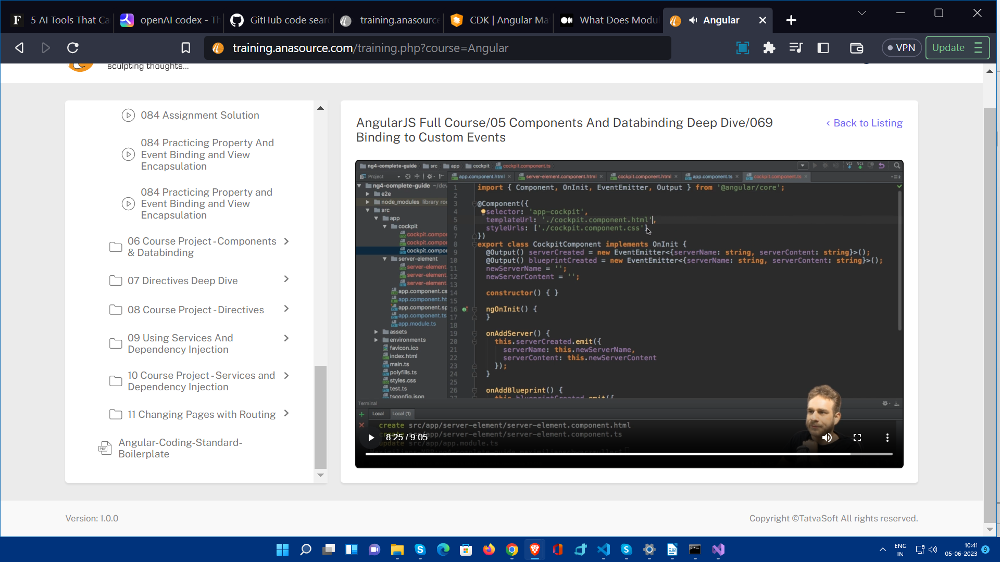 5 AI Tools That Ca
openAI codex - Th
GitHub code sear
training.anasource
CDK | Angular Ma
What Does Modul
Angular
training.anasource.com/training.php?course=Angular
VPN
Update
sculpting thoughts...
084 Assignment Solution
084 Practicing Property And
Event Binding and View
Encapsulation
084 Practicing Property and
Event Binding and View
Encapsulation
06 Course Project - Components
& Databinding
07 Directives Deep Dive
08 Course Project - Directives
09 Using Services And
Dependency Injection
10 Course Project - Services and
Dependency Injection
11 Changing Pages with Routing
PDF
Angular-Coding-Standard-
Boilerplate
AngularJS Full Course/05 Components And Databinding Deep Dive/069
Binding to Custom Events
‹ Back to Listing
ng4-complete-guide src app cockpit cockpit.component.ts
VCS VCS
Project
app.component.html server-element.component.html cockpit.component.html app.component.ts cockpit.component.ts
ng4-complete-guide ~/dev
e2e
node_modules library roo
src
app
cockpit
cockpit.compo
cockpit.compo
cockpit.compo
server-element
server-element.
server-element.
server-element.
app.component.cs
app.component.ht
app.component.sp
app.component.ts
app.module.ts
assets
environments
favicon.ico
index.html
main.ts
polyfills.ts
styles.css
test.ts
tsconfig.json
1 import { Component, OnInit, EventEmitter, Output } from '@angular/core';
2
3 @Component({
4 selector: 'app-cockpit',
5 templateUrl: './cockpit.component.html',
6 styleUrls: ['./cockpit.component.css']
7 })
8 export class CockpitComponent implements OnInit {
9 @Output() serverCreated = new EventEmitter<{serverName: string, serverContent: string}>();
10 @Output() blueprintCreated = new EventEmitter<{serverName: string, serverContent: string}>();
11 newServerName = '';
12 newServerContent = '';
13
14 constructor() { }
15
16 ngOnInit() {
17 }
18
19 onAddServer() {
20 this.serverCreated.emit({
21 serverName: this.newServerName,
22 serverContent: this.newServerContent
23 });
24 }
25
26 onAddBlueprint() {
27 this.blueprintCreated.emit({
Terminal
Local Local (1)
create src/app/server-element/server-element.component.html
create src/app/server-element/server-element.component.ts
update src/app/app.module.ts
8:25 / 9:05
Version: 1.0.0
Copyright ©TatvaSoft All rights reserved.
ENG
IN
10:41
05-06-2023
9